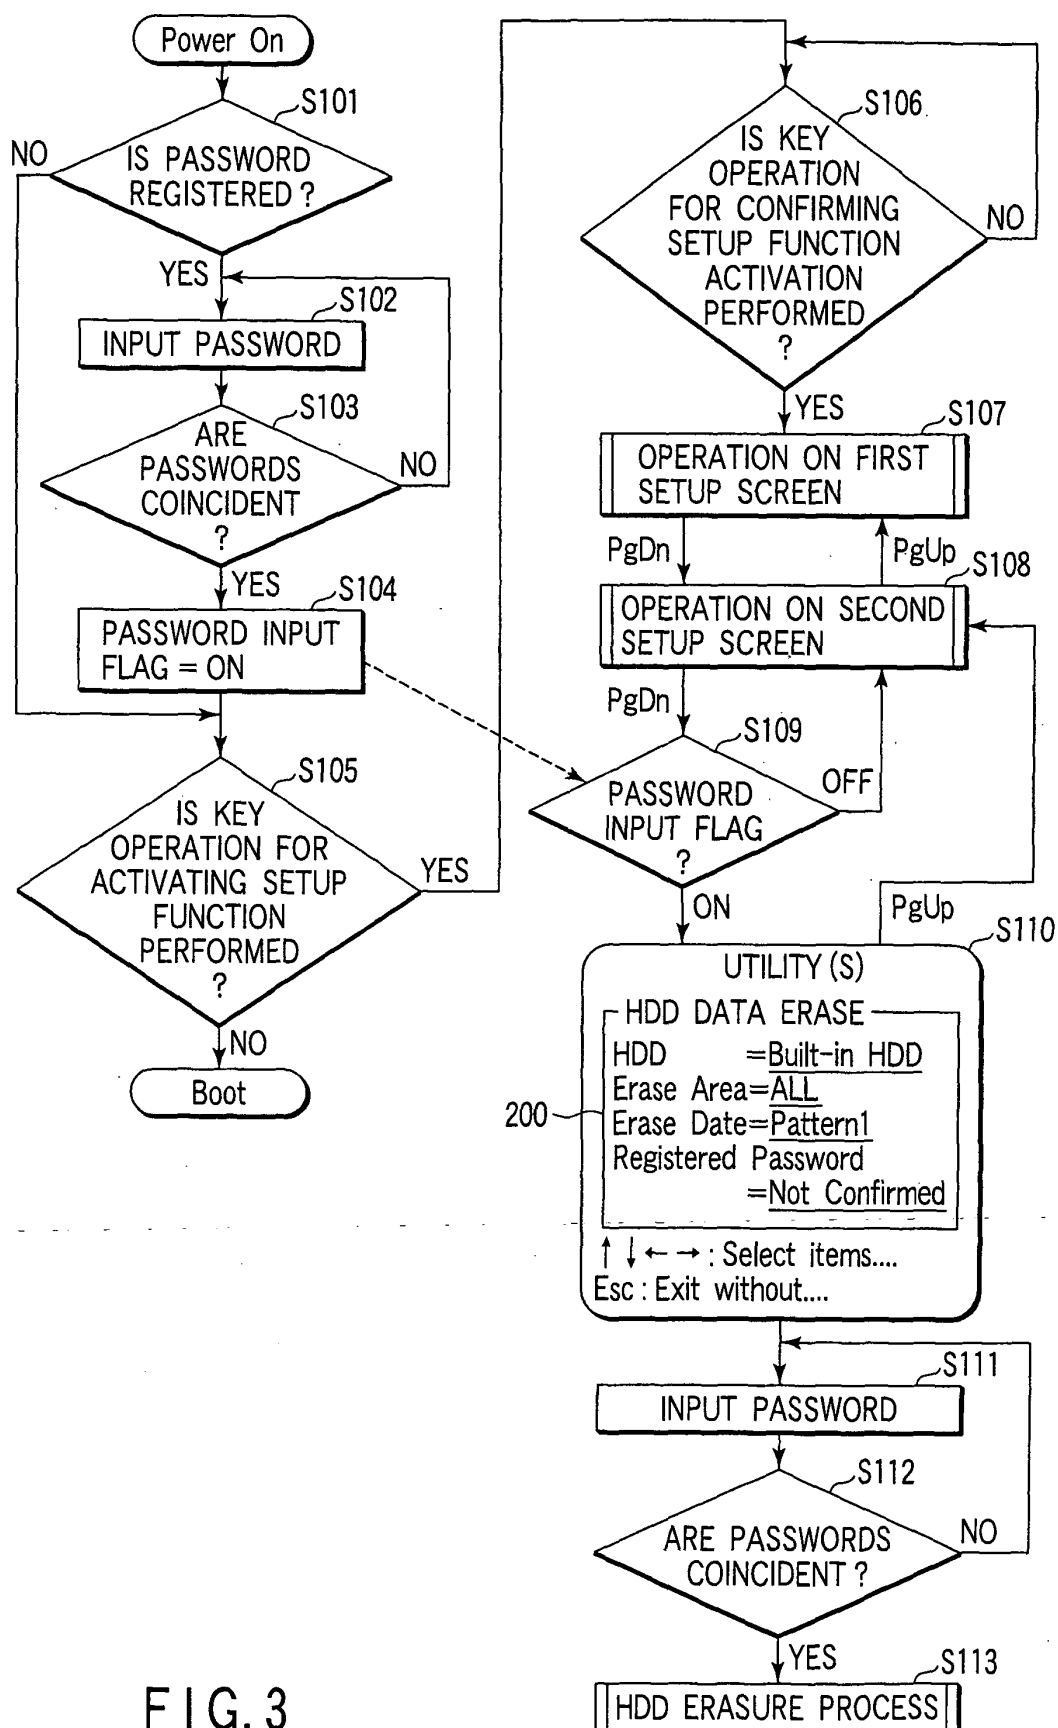 Power On
S101
NO
IS PASSWORD
REGISTERED ?
YES
S102
INPUT PASSWORD
S103
ARE
PASSWORDS
COINCIDENT
?
NO
YES
S104
PASSWORD INPUT
FLAG = ON
S105
IS KEY
OPERATION FOR
ACTIVATING SETUP
FUNCTION
PERFORMED
?
YES
NO
Boot
S106
IS KEY
OPERATION
FOR CONFIRMING
SETUP FUNCTION
ACTIVATION
PERFORMED
?
NO
YES
S107
OPERATION ON FIRST
SETUP SCREEN
PgDn
PgUp
S108
OPERATION ON SECOND
SETUP SCREEN
PgDn
S109
PASSWORD
INPUT FLAG
?
OFF
ON
PgUp
S110
UTILITY (S)
HDD DATA ERASE
HDD =Built-in HDD
Erase Area=ALL
200
Erase Date=Pattern1
Registered Password
=Not Confirmed
↑ ↓ ← → : Select items....
Esc : Exit without....
S111
INPUT PASSWORD
S112
ARE PASSWORDS
COINCIDENT ?
NO
YES
S113
HDD ERASURE PROCESS
FIG. 3